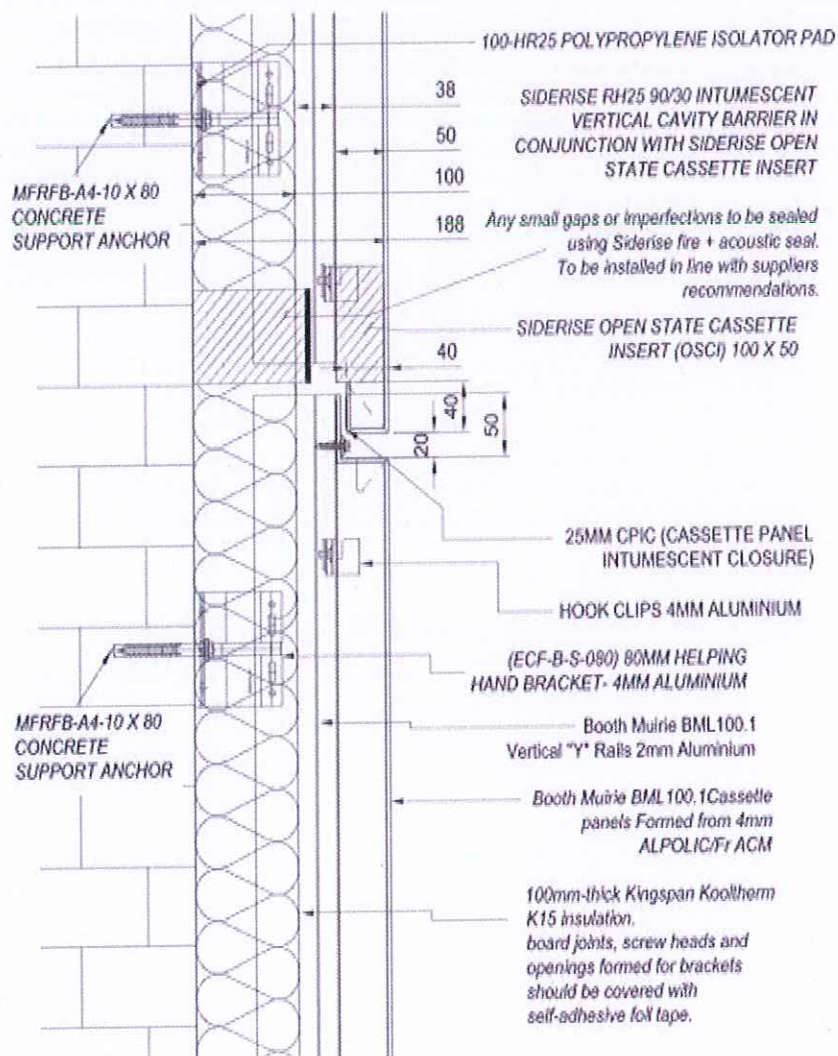 100-HR25 POLYPROPYLENE ISOLATOR PAD
38
SIDERISE RH25 90/30 INTUMESCENT
VERTICAL CAVITY BARRIER IN
CONJUNCTION WITH SIDERISE OPEN
STATE CASSETTE INSERT
50
100
188
MFRFB-A4-10 X 80
CONCRETE
SUPPORT ANCHOR
Any small gaps or imperfections to be sealed
using Siderise fire + acoustic seal.
To be installed in line with suppliers
recommendations.
SIDERISE OPEN STATE CASSETTE
INSERT (OSCI) 100 X 50
40
40
50
20
25MM CPIC (CASSETTE PANEL
INTUMESCENT CLOSURE)
HOOK CLIPS 4MM ALUMINIUM
(ECF-B-S-080) 80MM HELPING
HAND BRACKET- 4MM ALUMINIUM
MFRFB-A4-10 X 80
CONCRETE
SUPPORT ANCHOR
Booth Muirie BML100.1
Vertical "Y" Rails 2mm Aluminium
Booth Muirie BML100.1Cassette
panels Formed from 4mm
ALPOLIC/Fr ACM
100mm-thick Kingspan Kooltherm
K15 insulation.
board joints, screw heads and
openings formed for brackets
should be covered with
self-adhesive foil tape.